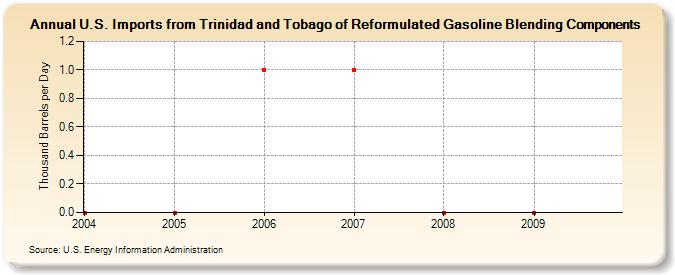 Annual U.S. Imports from Trinidad and Tobago of Reformulated Gasoline Blending Components
Thousand Barrels per Day
1.2
1.0
0.8
0.6
0.4
0.2
0.0
2004 2005 2006 2007 2008 2009
Source: U.S. Energy Information Administration